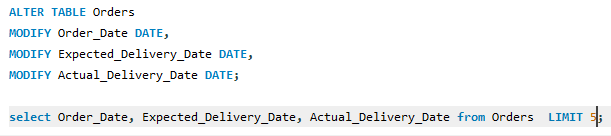 ALTER TABLE Orders
MODIFY Order_Date DATE,
MODIFY Expected_Delivery_Date DATE,
MODIFY Actual_Delivery_Date DATE;
select Order_Date, Expected_Delivery_Date, Actual_Delivery_Date from Orders  LIMIT 5;